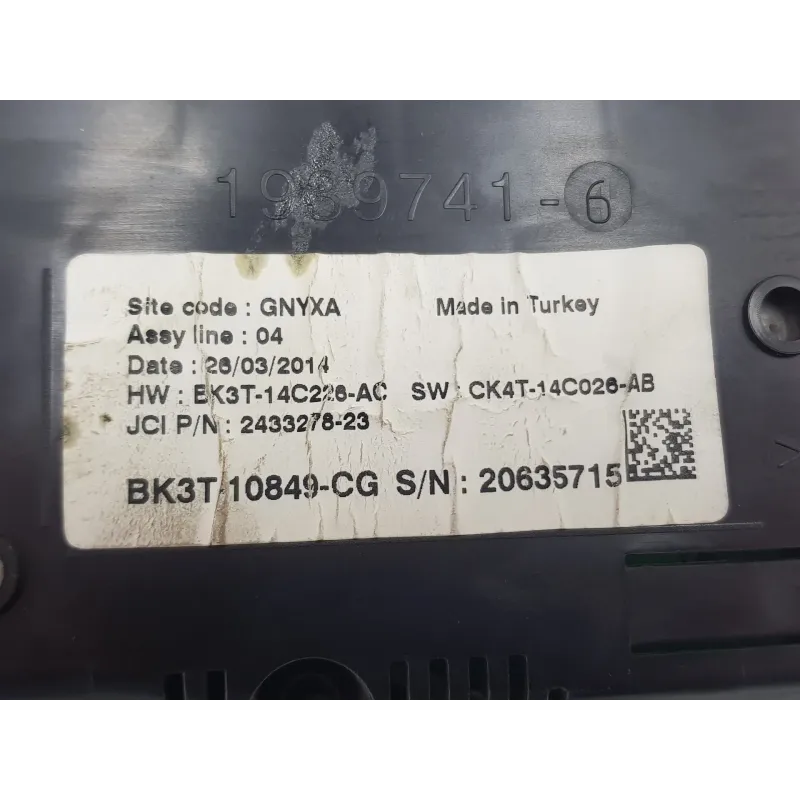 1989741-6
Site code : GNYXA Made in Turkey
Assy line : 04
Date : 26/03/2014
HW : BK3T-14C226-AC SW : CK4T-14C026-AB
JCI P/N : 2433278-23
BK3T-10849-CG S/N : 20635715